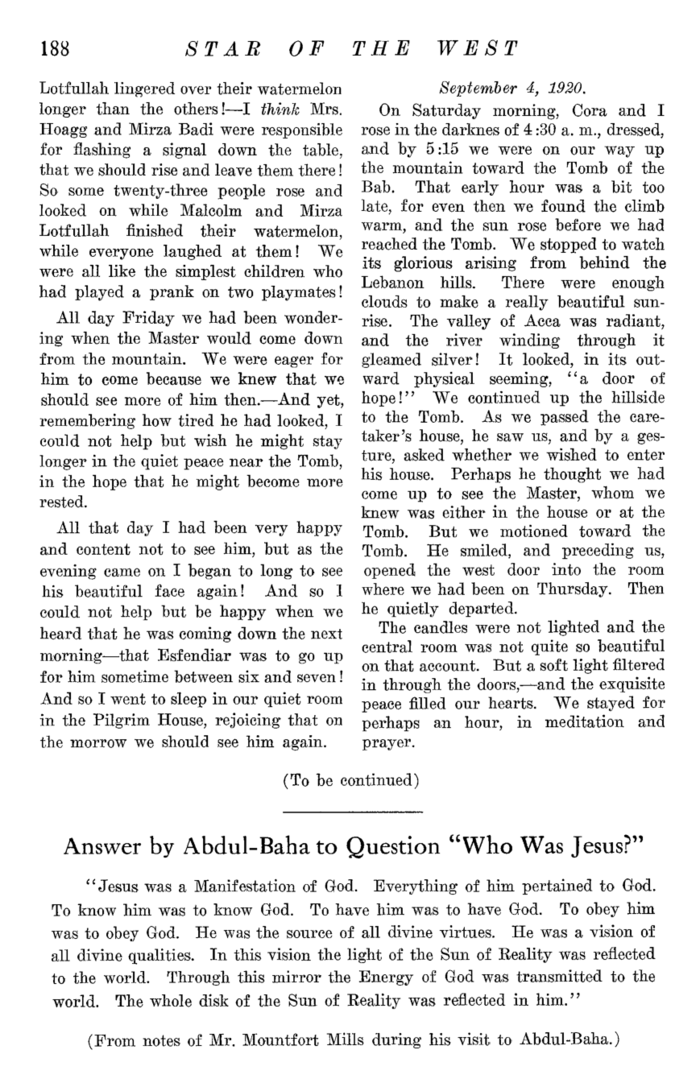 188 STAR OF THE WEST
Lotfullah lingered over their watermelon
longer than the others!—I think Mrs.
Hoagg and Mirza Badi were responsible
for flashing a signal down the table,
that we should rise and leave them there!
So some twenty-three people rose and
looked on while Malcolm and Mirza
Lotfullah finished their watermelon,
while everyone laughed at them! We
were all like the simplest children who
had played a prank on two playmates!
All day Friday we had been wonder-
ing when the Master would come down
from the mountain. We were eager for
him to come because we knew that we
should see more of him then.—And yet,
remembering how tired he had looked, I
could not help but wish he might stay
longer in the quiet peace near the Tomb,
in the hope that he might become more
rested.
All that day I had been very happy
and content not to see him, but as the
evening came on I began to long to see
his beautiful face again! And so I
could not help but be happy when we
heard that he was coming down the next
morning—that Esfendiar was to go up
for him sometime between six and seven!
And so I went to sleep in our quiet room
in the Pilgrim House, rejoicing that on
the morrow we should see him again.
September 4, 1920.
On Saturday morning, Cora and I
rose in the darknes of 4:30 a. m., dressed,
and by 5:15 we were on our way up
the mountain toward the Tomb of the
Bab. That early hour was a bit too
late, for even then we found the climb
warm, and the sun rose before we had
reached the Tomb. We stopped to watch
its glorious arising from behind the
Lebanon hills. There were enough
clouds to make a really beautiful sun-
rise. The valley of Acca was radiant,
and the river winding through it
gleamed silver! It looked, in its out-
ward physical seeming, "a door of
hope!" We continued up the hillside
to the Tomb. As we passed the care-
taker's house, he saw us, and by a ges-
ture, asked whether we wished to enter
his house. Perhaps he thought we had
come up to see the Master, whom we
knew was either in the house or at the
Tomb. But we motioned toward the
Tomb. He smiled, and preceding us,
opened the west door into the room
where we had been on Thursday. Then
he quietly departed.
The candles were not lighted and the
central room was not quite so beautiful
on that account. But a soft light filtered
in through the doors,—and the exquisite
peace filled our hearts. We stayed for
perhaps an hour, in meditation and
prayer.
(To be continued)
Answer by Abdul-Baha to Question "Who Was Jesus?"
"Jesus was a Manifestation of God. Everything of him pertained to God.
To know him was to know God. To have him was to have God. To obey him
was to obey God. He was the source of all divine virtues. He was a vision of
all divine qualities. In this vision the light of the Sun of Reality was reflected
to the world. Through this mirror the Energy of God was transmitted to the
world. The whole disk of the Sun of Reality was reflected in him."
(From notes of Mr. Mountfort Mills during his visit to Abdul-Baha.)